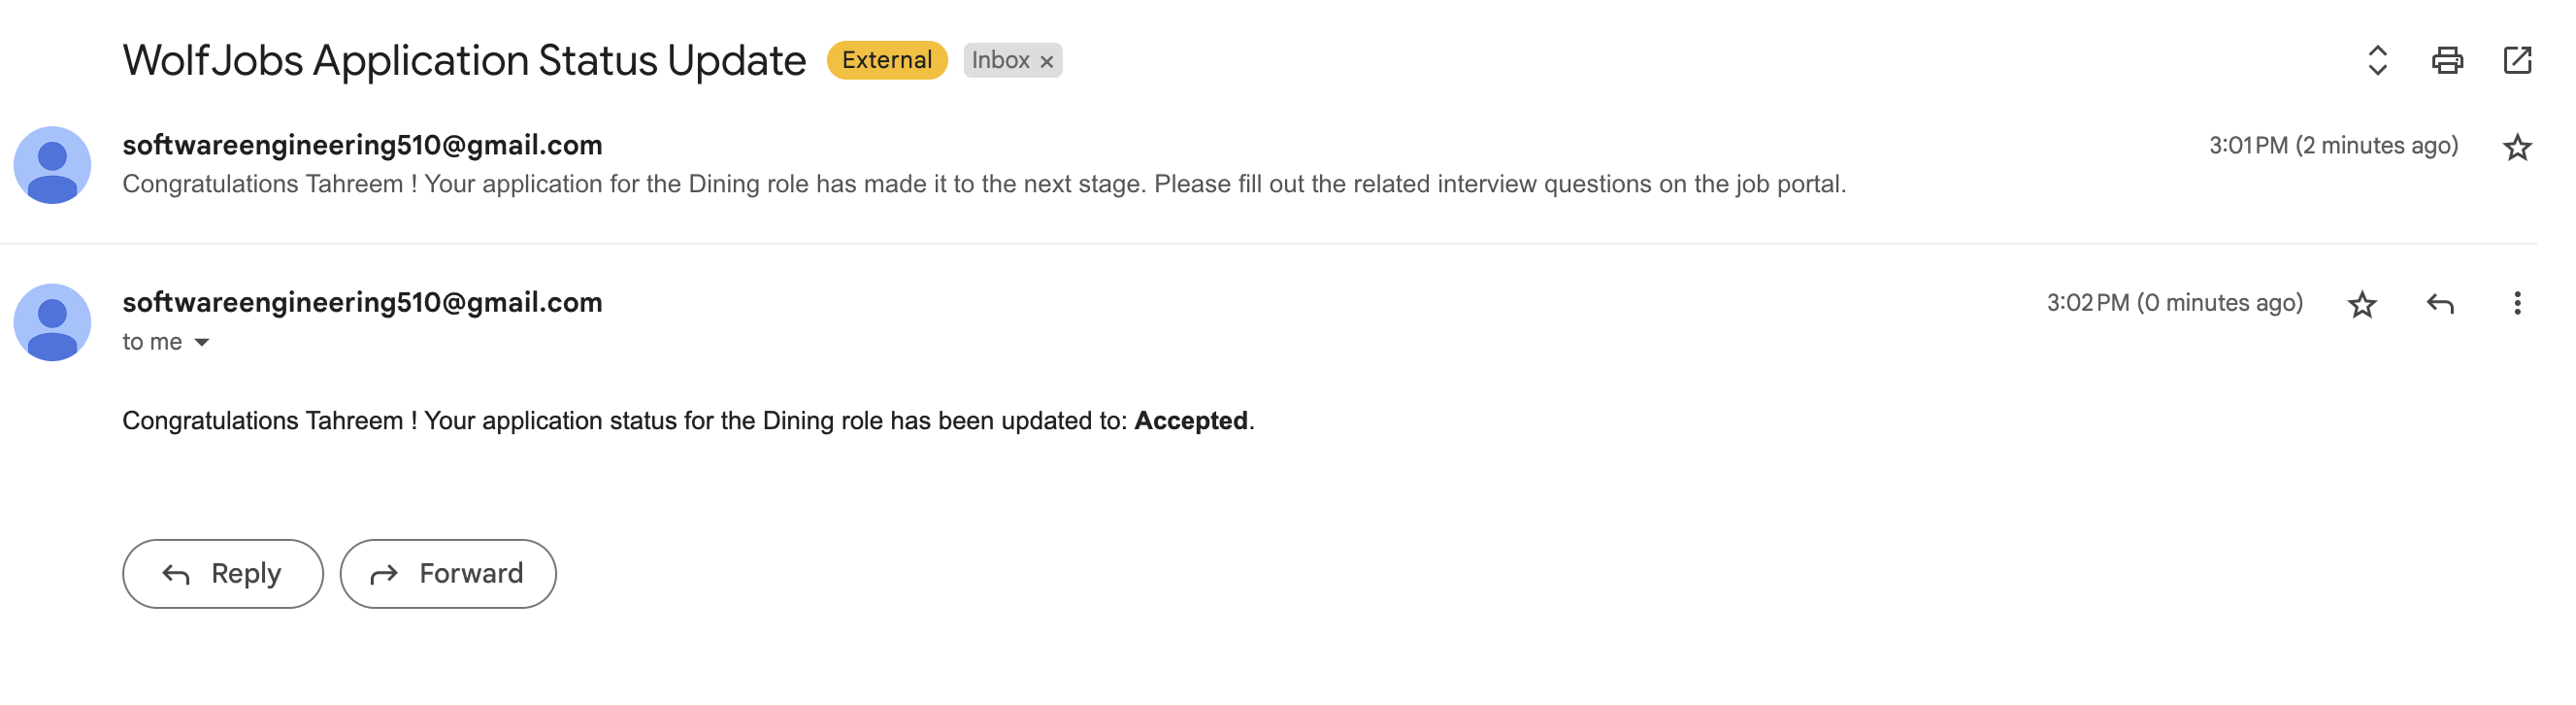 WolfJobs Application Status Update External Inbox ×
softwareengineering510@gmail.com 3:01 PM (2 minutes ago)
Congratulations Tahreem ! Your application for the Dining role has made it to the next stage. Please fill out the related interview questions on the job portal.
softwareengineering510@gmail.com 3:02 PM (0 minutes ago)
to me
Congratulations Tahreem ! Your application status for the Dining role has been updated to: Accepted.
Reply Forward